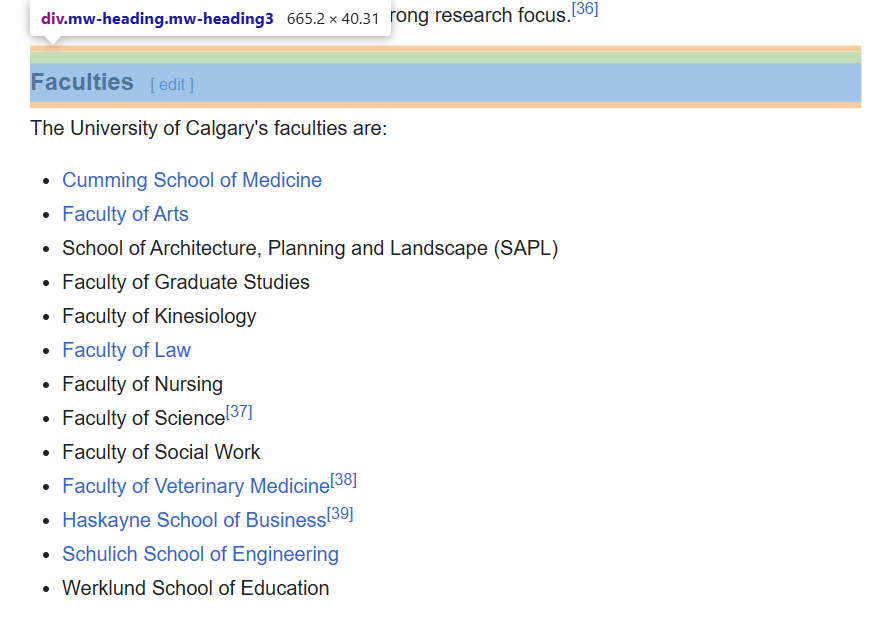 div.mw-heading.mw-heading3 665.2 × 40.31
rong research focus.[36]
Faculties [ edit ]
The University of Calgary's faculties are:
Cumming School of Medicine
Faculty of Arts
School of Architecture, Planning and Landscape (SAPL)
Faculty of Graduate Studies
Faculty of Kinesiology
Faculty of Law
Faculty of Nursing
Faculty of Science[37]
Faculty of Social Work
Faculty of Veterinary Medicine[38]
Haskayne School of Business[39]
Schulich School of Engineering
Werklund School of Education